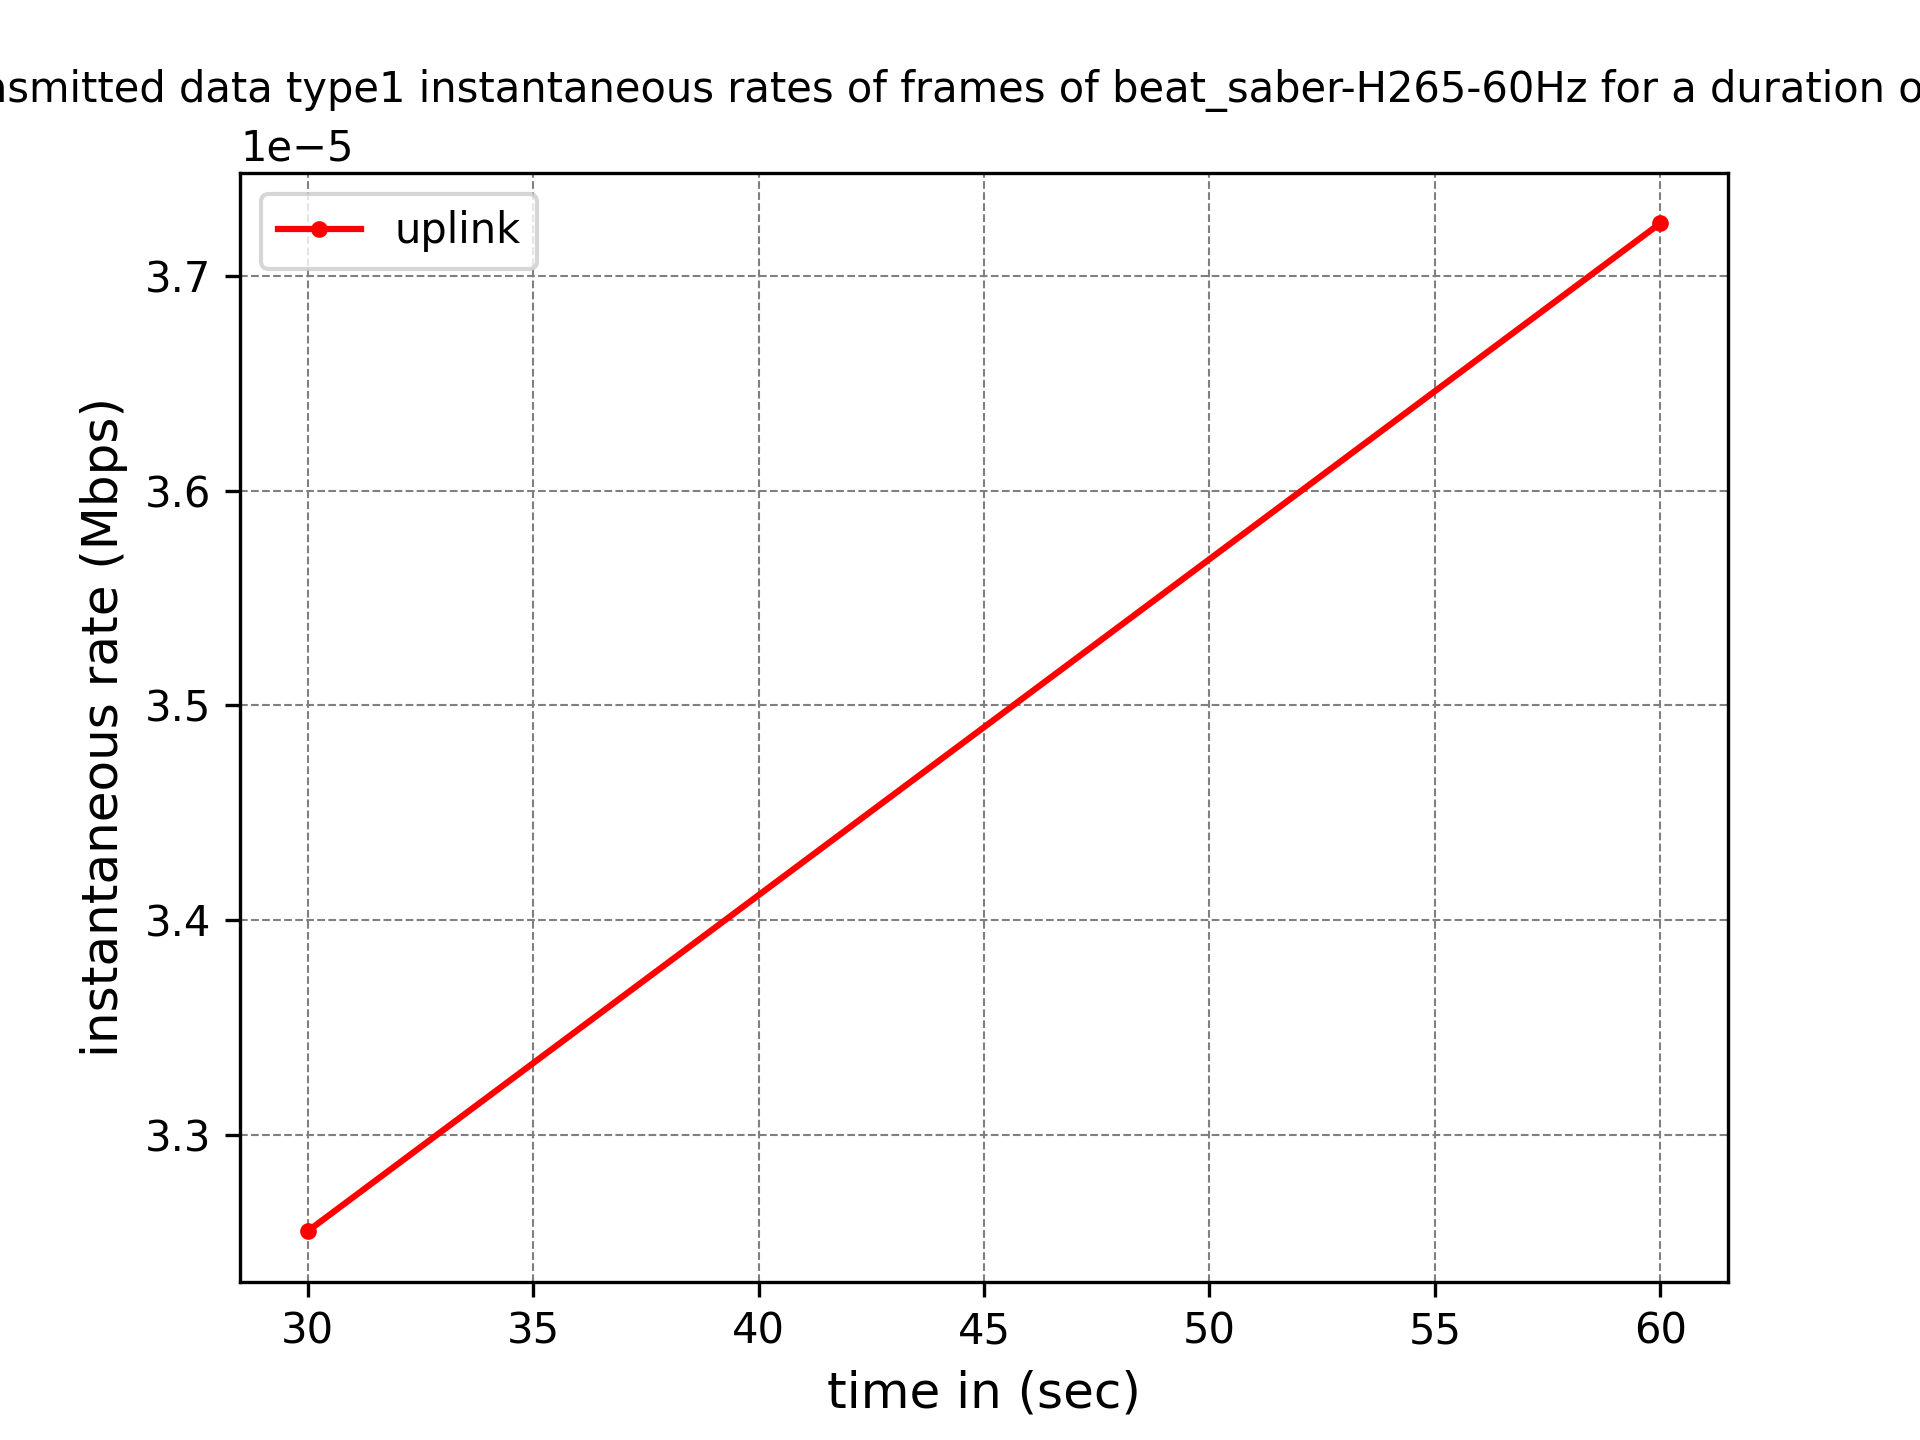 data type1 instantaneous rates of frames of beat_saber-H265-60Hz for a duration
1e−5
uplink
3.7
3.6
3.5
3.4
3.3
instantaneous rate (Mbps)
30 35 40 45 50 55 60
time in (sec)